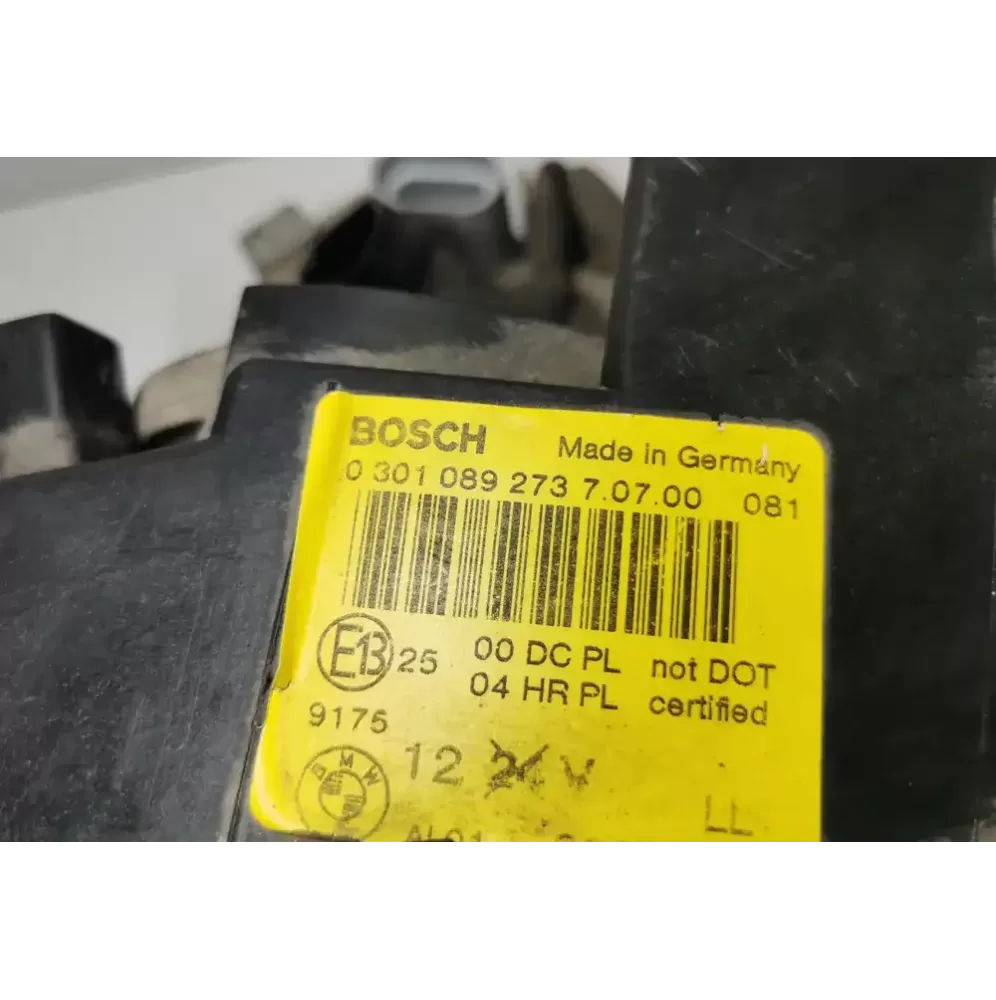 BOSCH Made in Germany
0 301 089 273 7.07.00 081
E13 25 00 DC PL not DOT
04 HR PL certified
9175
BMW 12 24 V
LL